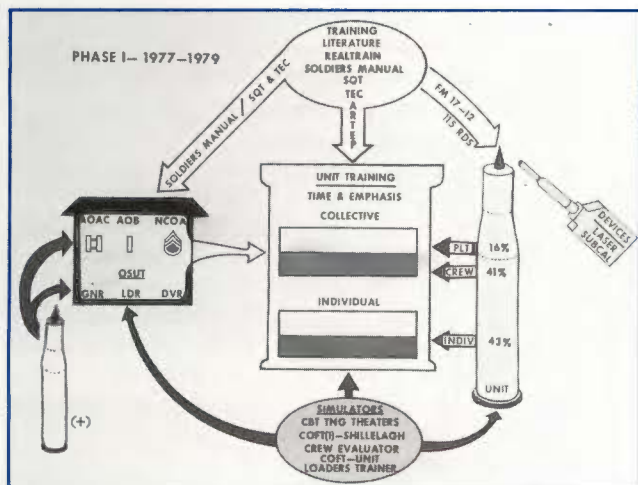 PHASE I— 1977-1979
TRAINING
LITERATURE
REALTRAIN
SOLDIERS MANUAL
SQT
TEC
ARTEP
SOLDIERS MANUAL / SQT & TEC
FM 17-12
115 RDS
DEVICES
LASER
SUBCAL
AOAC AOB NCOA
OSUT
GNR LDR DVR
(+)
UNIT TRAINING
TIME & EMPHASIS
COLLECTIVE
INDIVIDUAL
PLT 16%
CREW 41%
INDIV 43%
UNIT
SIMULATORS
CBT TNG THEATERS
COFT(I)—SHILLELAGH
CREW EVALUATOR
COFT—UNIT
LOADERS TRAINER